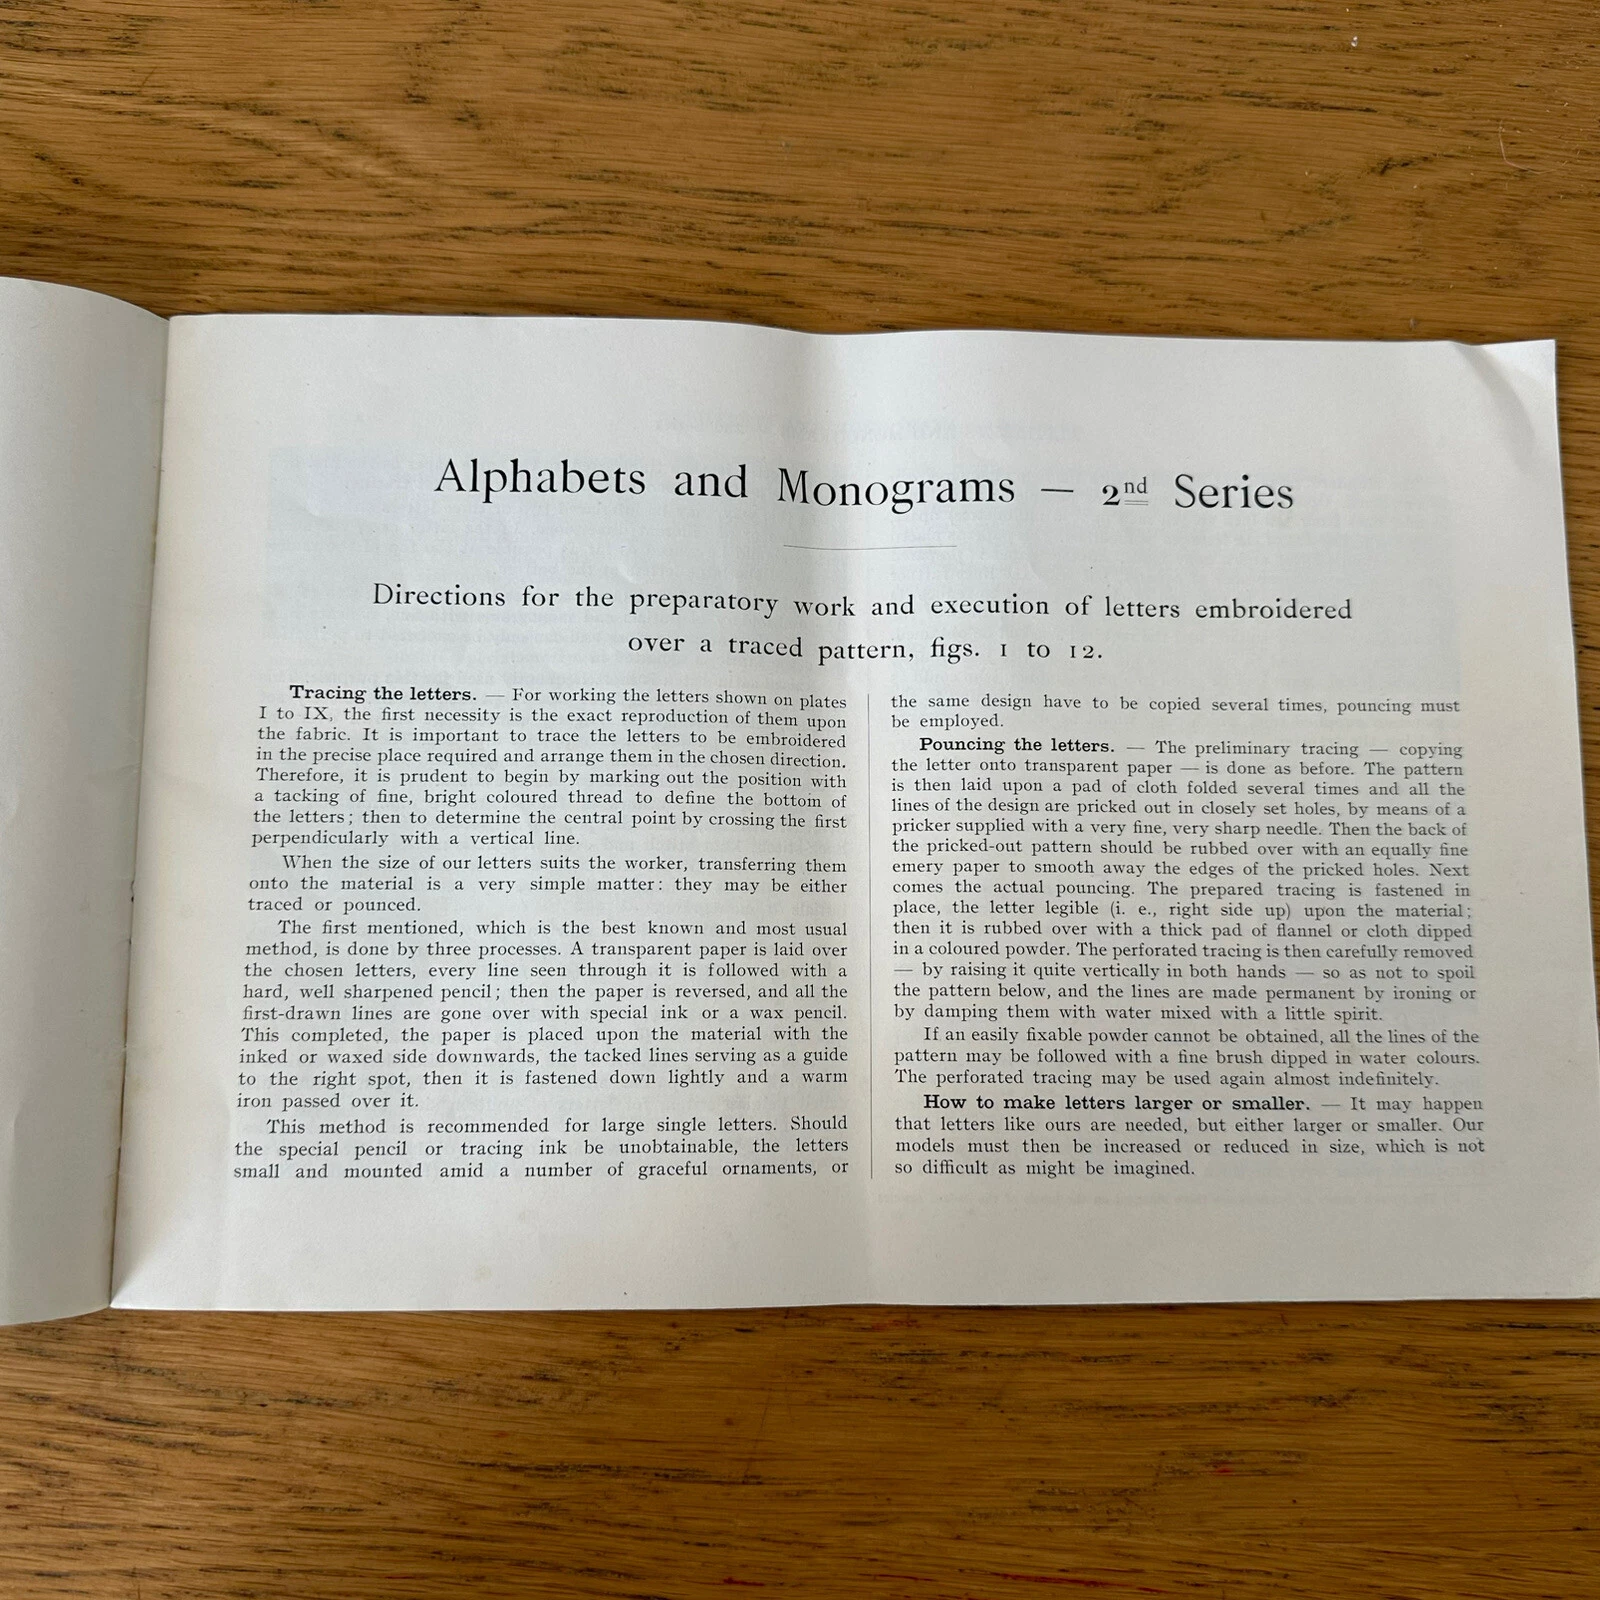 Alphabets and Monograms — 2nd Series
Directions for the preparatory work and execution of letters embroidered
over a traced pattern, figs. 1 to 12.
Tracing the letters. — For working the letters shown on plates
I to IX, the first necessity is the exact reproduction of them upon
the fabric. It is important to trace the letters to be embroidered
in the precise place required and arrange them in the chosen direction.
Therefore, it is prudent to begin by marking out the position with
a tacking of fine, bright coloured thread to define the bottom of
the letters; then to determine the central point by crossing the first
perpendicularly with a vertical line.
When the size of our letters suits the worker, transferring them
onto the material is a very simple matter: they may be either
traced or pounced.
The first mentioned, which is the best known and most usual
method, is done by three processes. A transparent paper is laid over
the chosen letters, every line seen through it is followed with a
hard, well sharpened pencil; then the paper is reversed, and all the
first-drawn lines are gone over with special ink or a wax pencil.
This completed, the paper is placed upon the material with the
inked or waxed side downwards, the tacked lines serving as a guide
to the right spot, then it is fastened down lightly and a warm
iron passed over it.
This method is recommended for large single letters. Should
the special pencil or tracing ink be unobtainable, the letters
small and mounted amid a number of graceful ornaments, or
the same design have to be copied several times, pouncing must
be employed.
Pouncing the letters. — The preliminary tracing — copying
the letter onto transparent paper — is done as before. The pattern
is then laid upon a pad of cloth folded several times and all the
lines of the design are pricked out in closely set holes, by means of a
pricker supplied with a very fine, very sharp needle. Then the back of
the pricked-out pattern should be rubbed over with an equally fine
emery paper to smooth away the edges of the pricked holes. Next
comes the actual pouncing. The prepared tracing is fastened in
place, the letter legible (i. e., right side up) upon the material;
then it is rubbed over with a thick pad of flannel or cloth dipped
in a coloured powder. The perforated tracing is then carefully removed
— by raising it quite vertically in both hands — so as not to spoil
the pattern below, and the lines are made permanent by ironing or
by damping them with water mixed with a little spirit.
If an easily fixable powder cannot be obtained, all the lines of the
pattern may be followed with a fine brush dipped in water colours.
The perforated tracing may be used again almost indefinitely.
How to make letters larger or smaller. — It may happen
that letters like ours are needed, but either larger or smaller. Our
models must then be increased or reduced in size, which is not
so difficult as might be imagined.